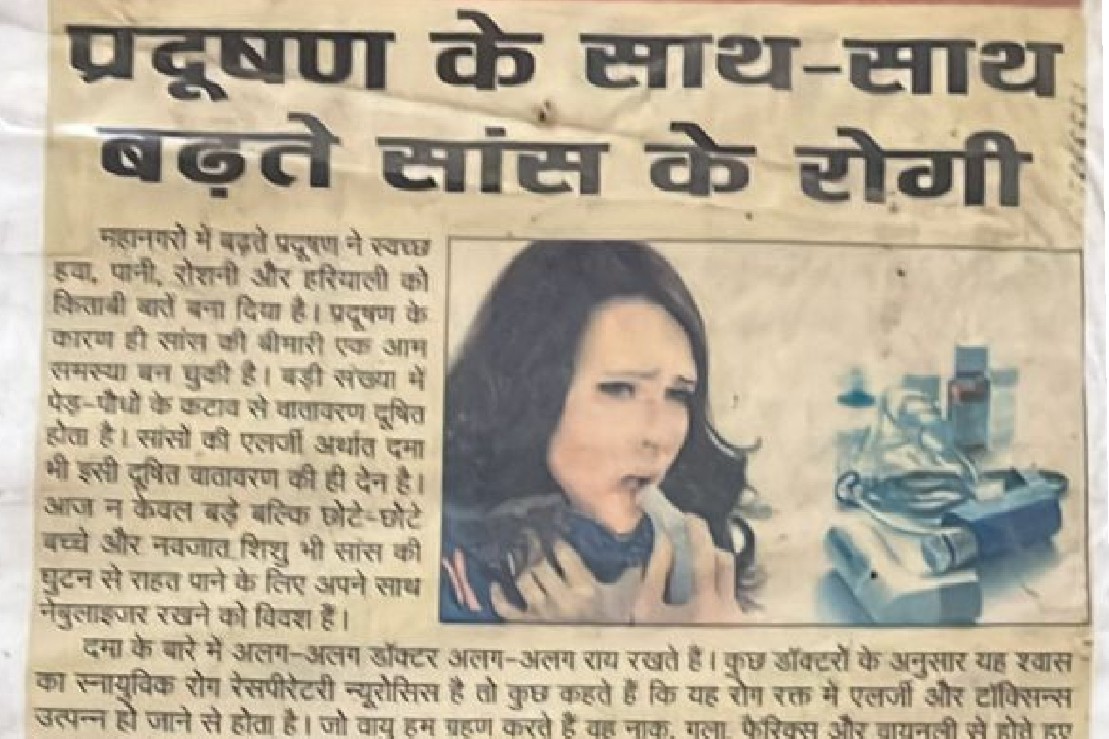 प्रदूषण के साथ-साथ
बढ़ते सांस के रोगी
महानगरों में बढ़ते प्रदूषण ने स्वच्छ
हवा, पानी, रोशनी और हरियाली को
किताबी बातें बना दिया है। प्रदूषण के
कारण ही सांस की बीमारी एक आम
समस्या बन चुकी है। बड़ी संख्या में
पेड़-पौधों के कटाव से वातावरण दूषित
होता है। सांसों की एलर्जी अर्थात दमा
भी इसी दूषित वातावरण की ही देन है।
आज न केवल बड़े बल्कि छोटे-छोटे
बच्चे और नवजात शिशु भी सांस की
घुटन से राहत पाने के लिए अपने साथ
नेबुलाइजर रखने को विवश हैं।
दमा के बारे में अलग-अलग डॉक्टर अलग-अलग राय रखते हैं। कुछ डॉक्टरों के अनुसार यह श्वास
का स्नायुविक रोग रेसपीरेटरी न्यूरोसिस है तो कुछ कहते हैं कि यह रोग रक्त में एलर्जी और टॉक्सिन्स
उत्पन्न हो जाने से होता है। जो वायु हम ग्रहण करते हैं वह नाक, गला, फैरिंक्स और वायुनली से होते हुए